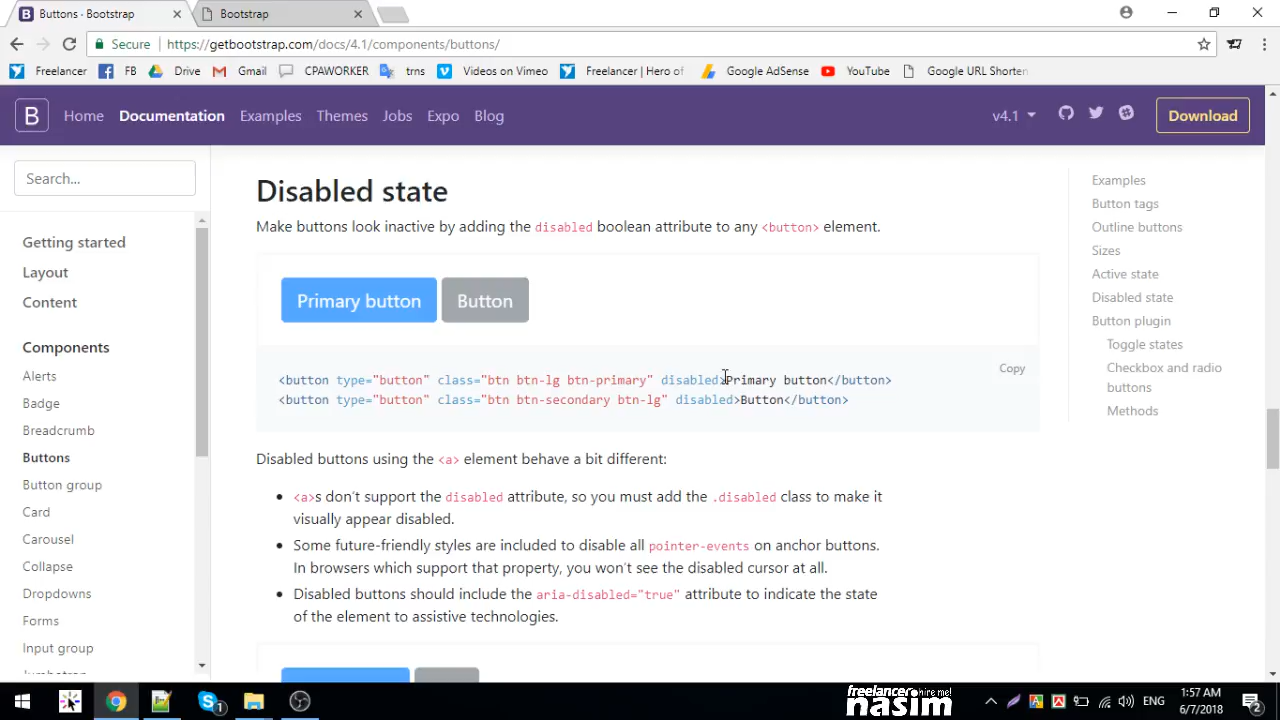 Buttons · Bootstrap
Bootstrap
Secure
https://getbootstrap.com/docs/4.1/components/buttons/
Freelancer
FB
Drive
Gmail
CPAWORKER
trns
Videos on Vimeo
Freelancer | Hero of
Google AdSense
YouTube
Google URL Shorten
B
Home
Documentation
Examples
Themes
Jobs
Expo
Blog
v4.1
Download
Search...
Getting started
Layout
Content
Components
Alerts
Badge
Breadcrumb
Buttons
Button group
Card
Carousel
Collapse
Dropdowns
Forms
Input group
Jumbotron
Disabled state
Make buttons look inactive by adding the disabled boolean attribute to any <button> element.
Primary button
Button
Copy
<button type="button" class="btn btn-lg btn-primary" disabled>Primary button</button>
<button type="button" class="btn btn-secondary btn-lg" disabled>Button</button>
Disabled buttons using the <a> element behave a bit different:
<a>s don’t support the disabled attribute, so you must add the .disabled class to make it
visually appear disabled.
Some future-friendly styles are included to disable all pointer-events on anchor buttons.
In browsers which support that property, you won’t see the disabled cursor at all.
Disabled buttons should include the aria-disabled="true" attribute to indicate the state
of the element to assistive technologies.
Examples
Button tags
Outline buttons
Sizes
Active state
Disabled state
Button plugin
Toggle states
Checkbox and radio
buttons
Methods
1
freelancer hire me!
nasim
ENG
1:57 AM
6/7/2018
2